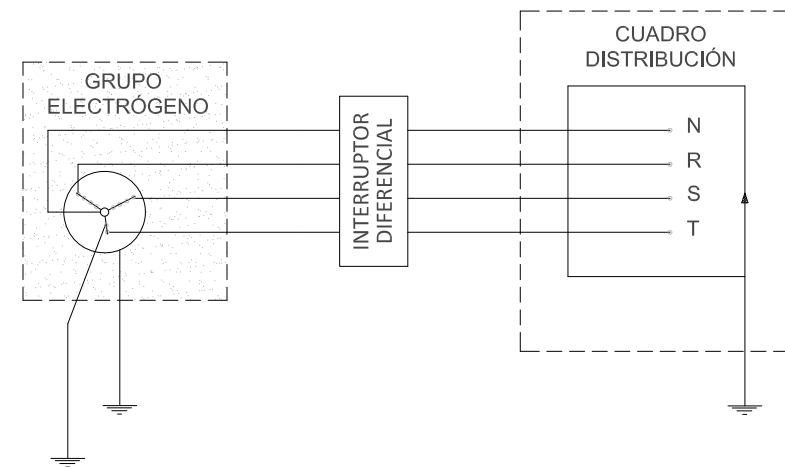 GRUPO
ELECTRÓGENO
INTERRUPTOR
DIFERENCIAL
CUADRO
DISTRIBUCIÓN
N
R
S
T